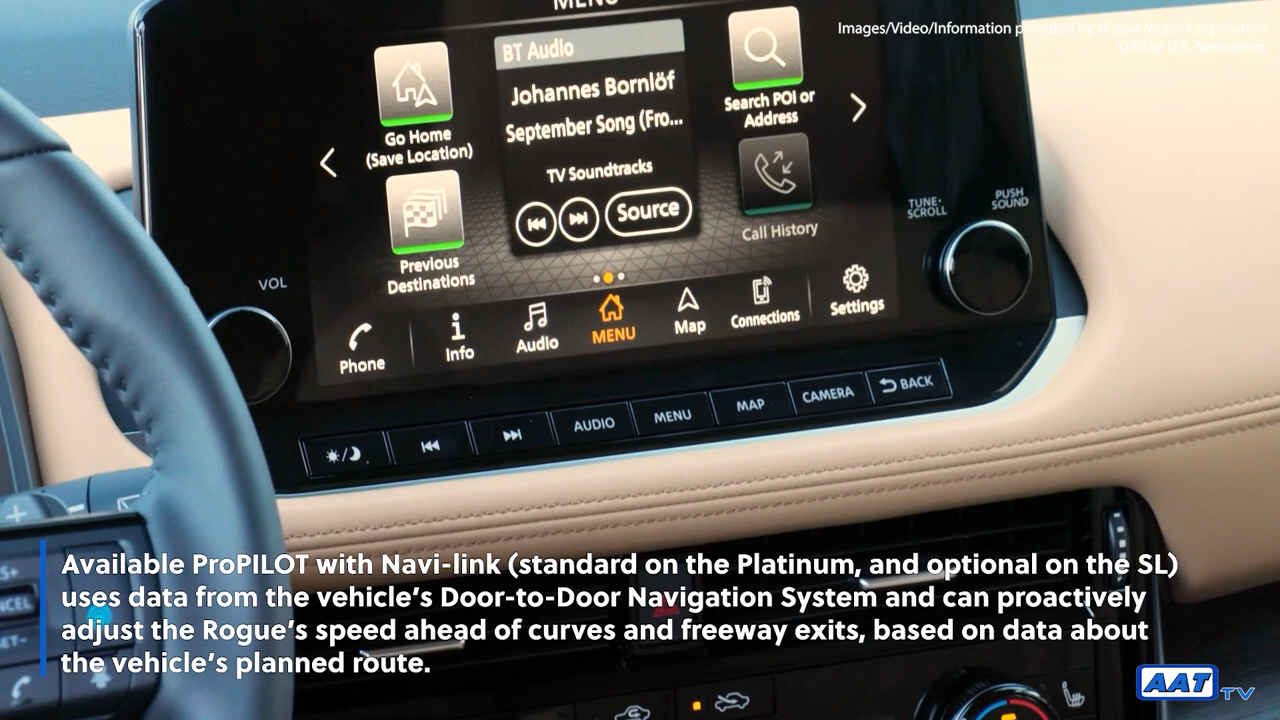 MENU
Images/Video/Information provided by Nissan Motor Corporation
Official U.S. Newsroom
BT Audio
Johannes Bornlöf
September Song (Fro...
TV Soundtracks
Source
Go Home
(Save Location)
Previous
Destinations
Search POI or
Address
Call History
TUNE•
SCROLL
PUSH
SOUND
VOL
Phone
Info
Audio
MENU
Map
Connections
Settings
AUDIO
MENU
MAP
CAMERA
BACK
Available ProPILOT with Navi-link (standard on the Platinum, and optional on the SL)
uses data from the vehicle's Door-to-Door Navigation System and can proactively
adjust the Rogue's speed ahead of curves and freeway exits, based on data about
the vehicle's planned route.
AAT TV